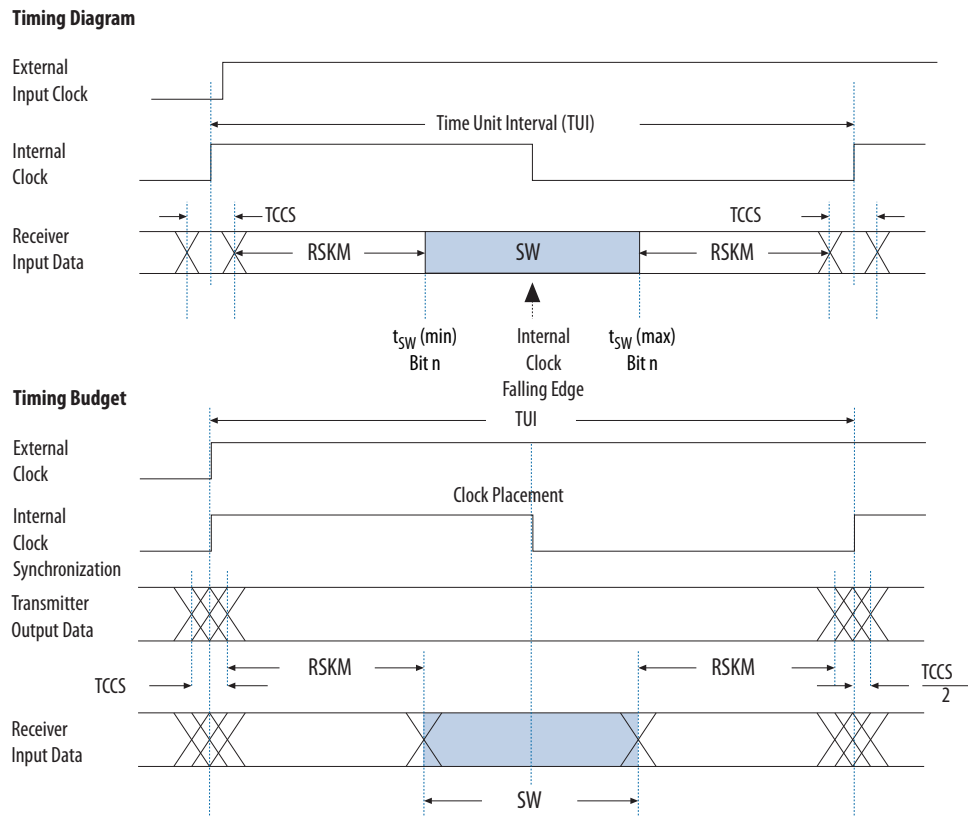 Timing Diagram
External
Input Clock
Time Unit Interval (TUI)
Internal
Clock
TCCS
TCCS
Receiver
Input Data
RSKM
SW
RSKM
tSW (min)
Bit n
Internal
Clock
Falling Edge
tSW (max)
Bit n
Timing Budget
TUI
External
Clock
Clock Placement
Internal
Clock
Synchronization
Transmitter
Output Data
RSKM
RSKM
TCCS
TCCS
2
Receiver
Input Data
SW